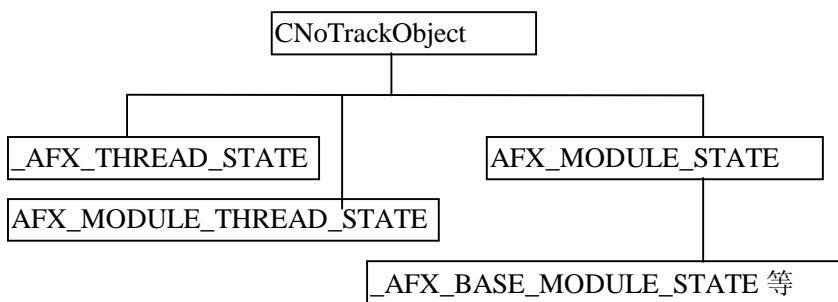 CNoTrackObject
_AFX_THREAD_STATE
AFX_MODULE_STATE
AFX_MODULE_THREAD_STATE
_AFX_BASE_MODULE_STATE 等